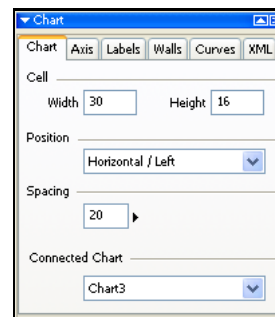 Chart
Chart Axis Labels Walls Curves XML
Cell
Width 30 Height 16
Position
Horizontal / Left
Spacing
20
Connected Chart
Chart3